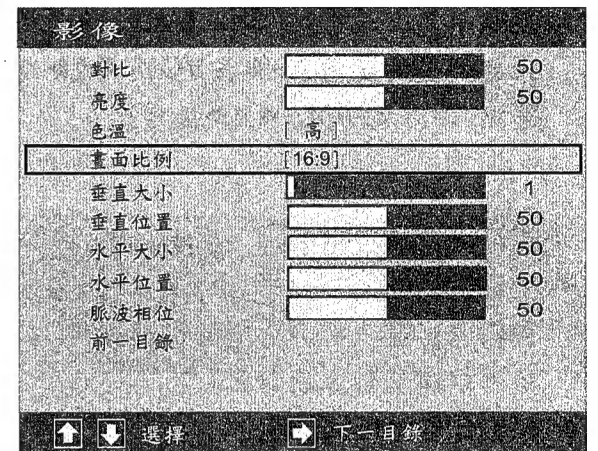 影像
對比 50
亮度 50
色溫 [ 高 ]
畫面比例 [16:9]
垂直大小 1
垂直位置 50
水平大小 50
水平位置 50
脈波相位 50
前一目錄
選擇 下一目錄